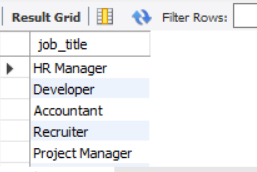 Result Grid Filter Rows:
job_title
HR Manager
Developer
Accountant
Recruiter
Project Manager